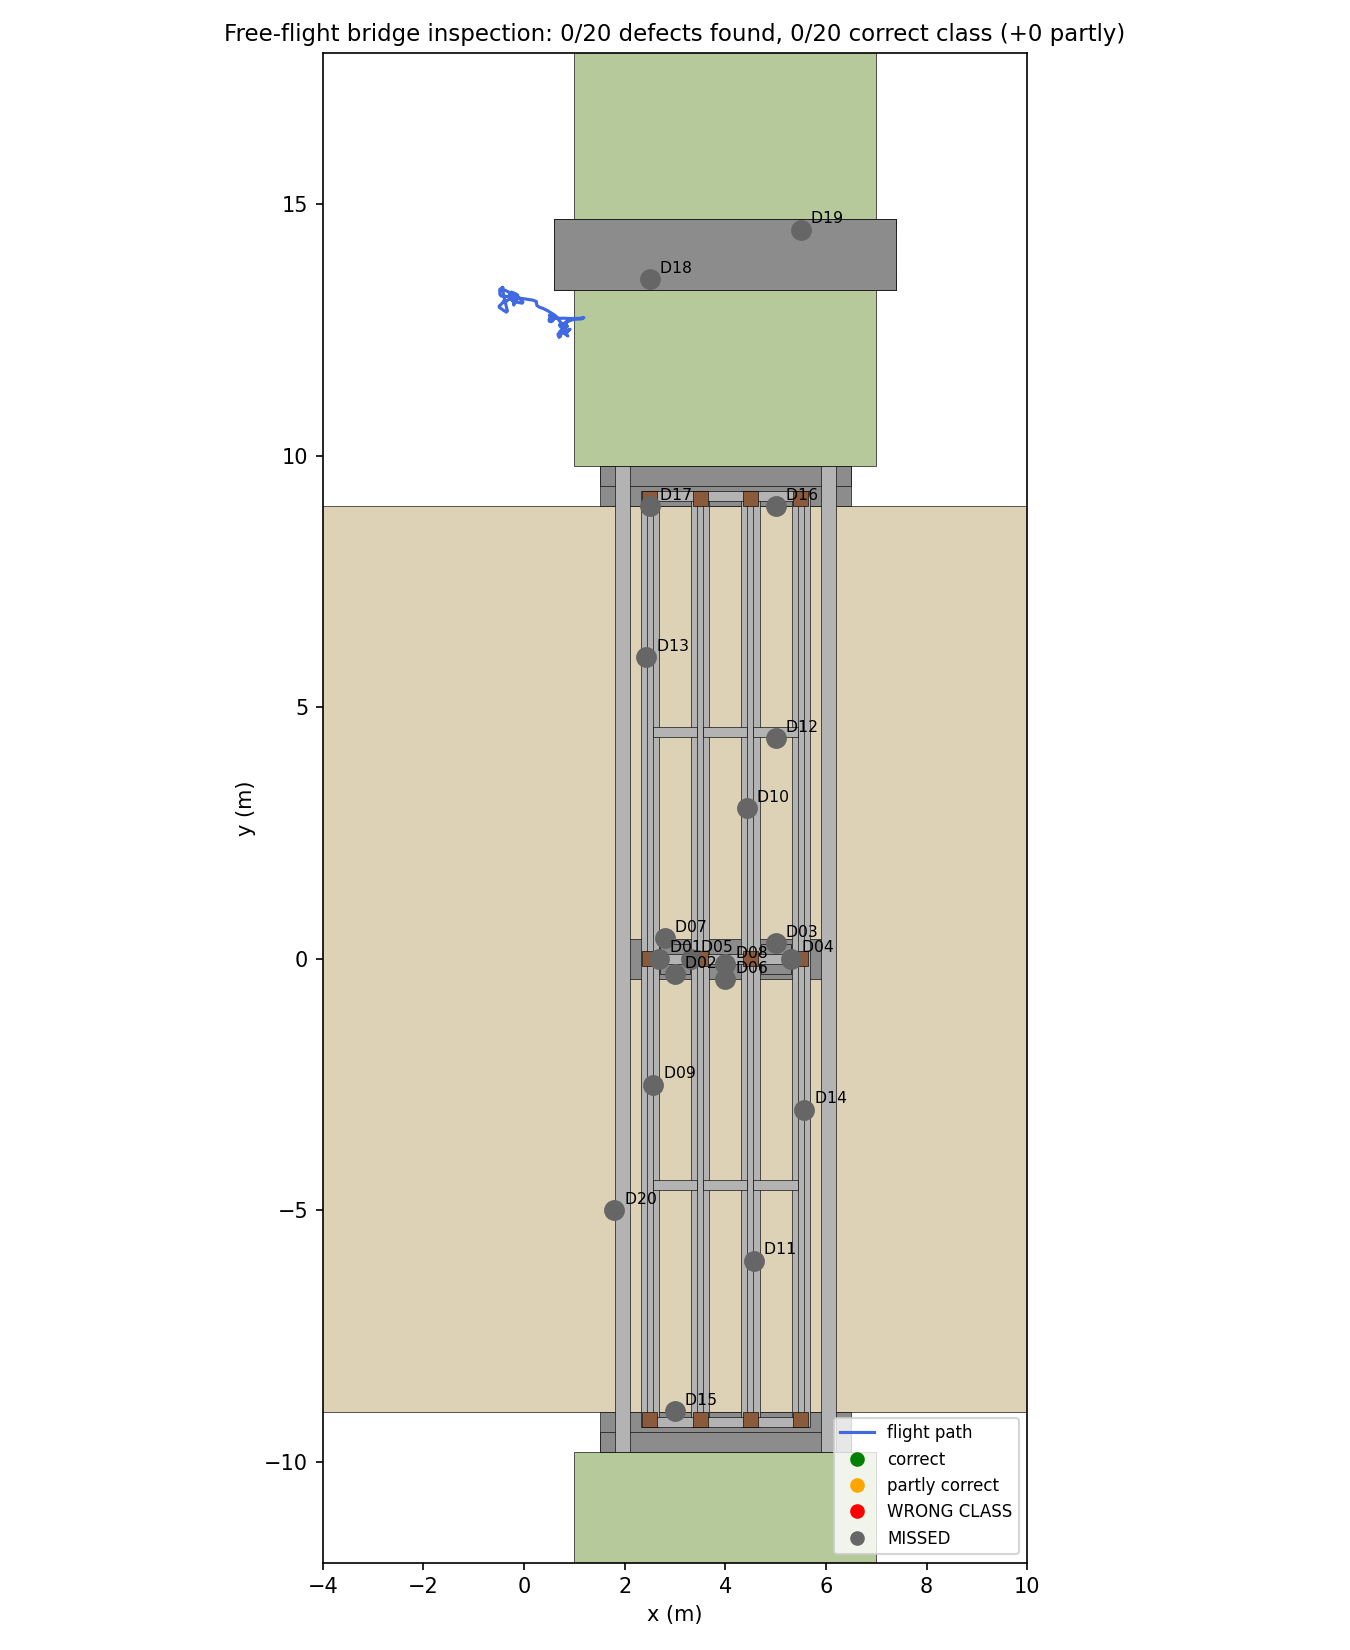 Free-flight bridge inspection: 0/20 defects found, 0/20 correct class (+0 partly)
15
10
5
0
−5
−10
y (m)
D19
D18
D17
D16
D13
D12
D10
D07
D03
D01
D05
D04
D08
D02
D06
D09
D14
D20
D11
D15
flight path
correct
partly correct
WRONG CLASS
MISSED
−4
−2
0
2
4
6
8
10
x (m)